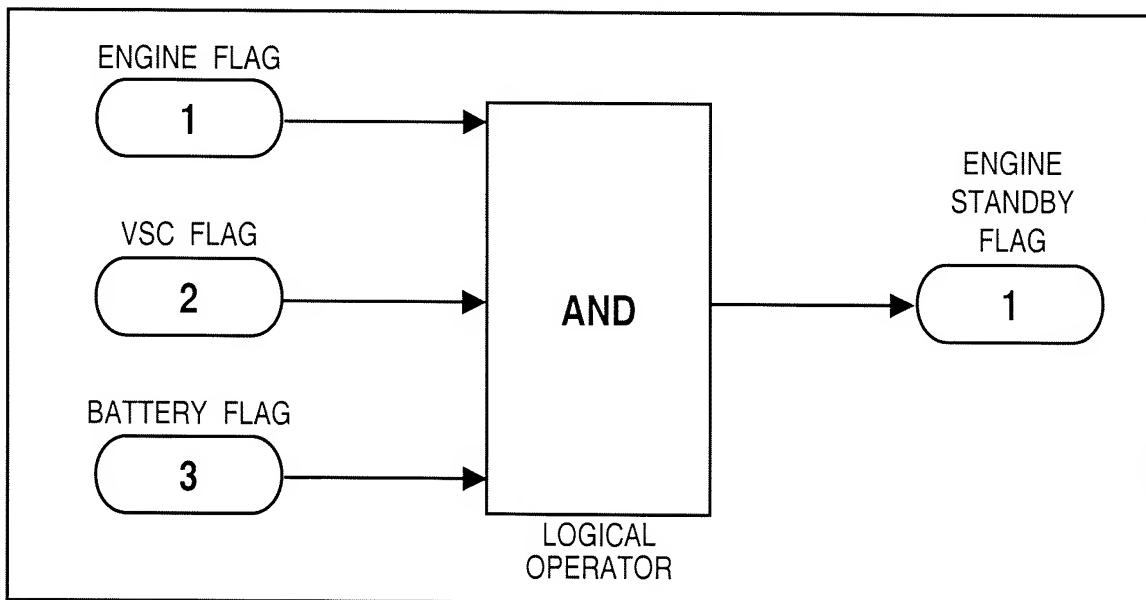 ENGINE FLAG
1
VSC FLAG
2
BATTERY FLAG
3
AND
LOGICAL
OPERATOR
ENGINE
STANDBY
FLAG
1